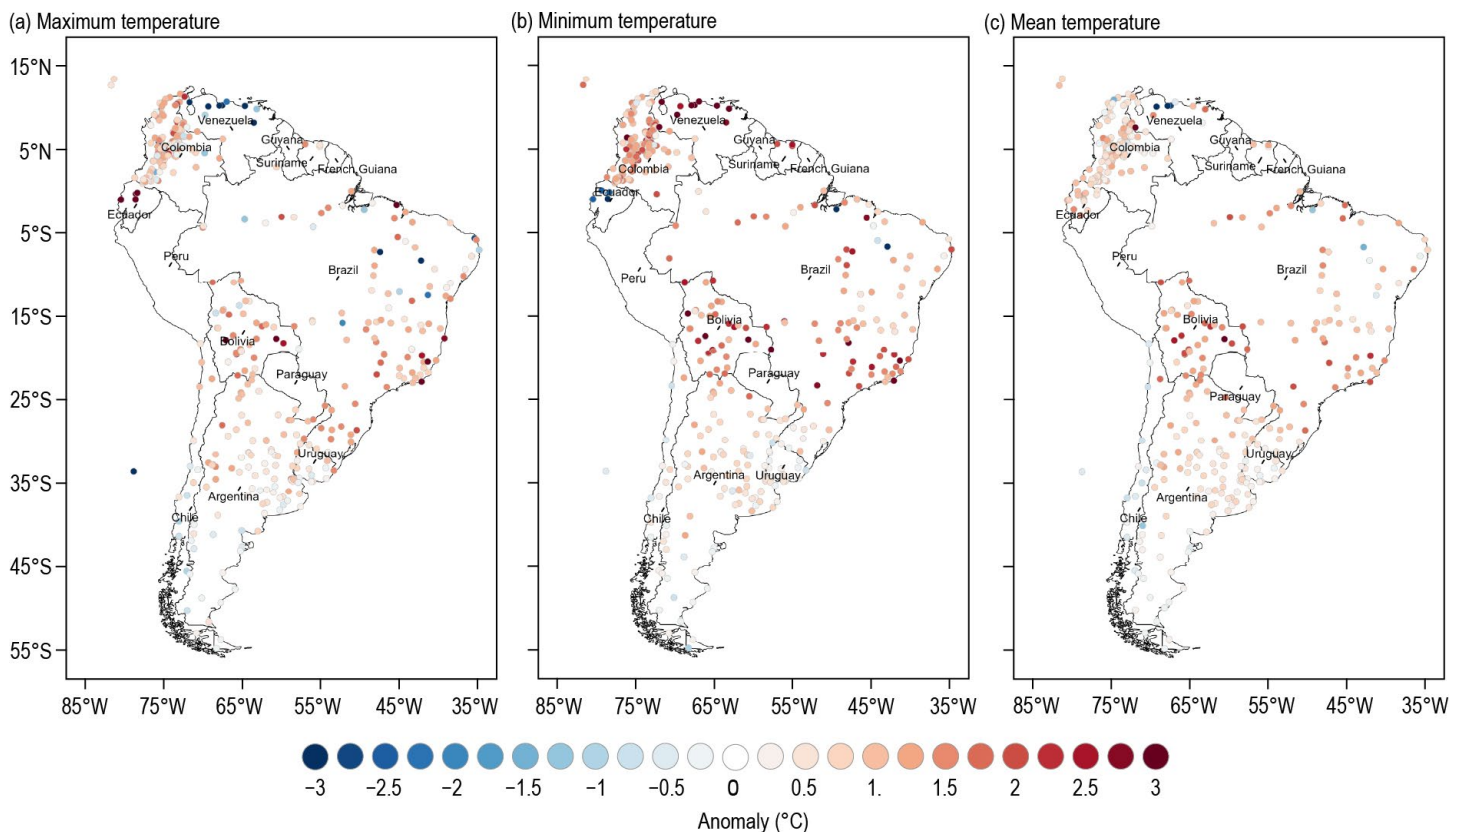 (a) Maximum temperature
(b) Minimum temperature
(c) Mean temperature
15°N
5°N
5°S
15°S
25°S
35°S
45°S
55°S
Venezuela
Guyana
Colombia
Suriname
French Guiana
Ecuador
Peru
Brazil
Bolivia
Paraguay
Uruguay
Argentina
Chile
Venezuela
Guyana
Suriname
Colombia
French Guiana
Ecuador
Peru
Brazil
Bolivia
Paraguay
Argentina
Uruguay
Chile
Venezuela
Guyana
Colombia
Suriname
French Guiana
Ecuador
Peru
Brazil
Bolivia
Paraguay
Uruguay
Argentina
Chile
85°W 75°W 65°W 55°W 45°W 35°W
85°W 75°W 65°W 55°W 45°W 35°W
85°W 75°W 65°W 55°W 45°W 35°W
−3 −2.5 −2 −1.5 −1 −0.5 0 0.5 1. 1.5 2 2.5 3
Anomaly (°C)